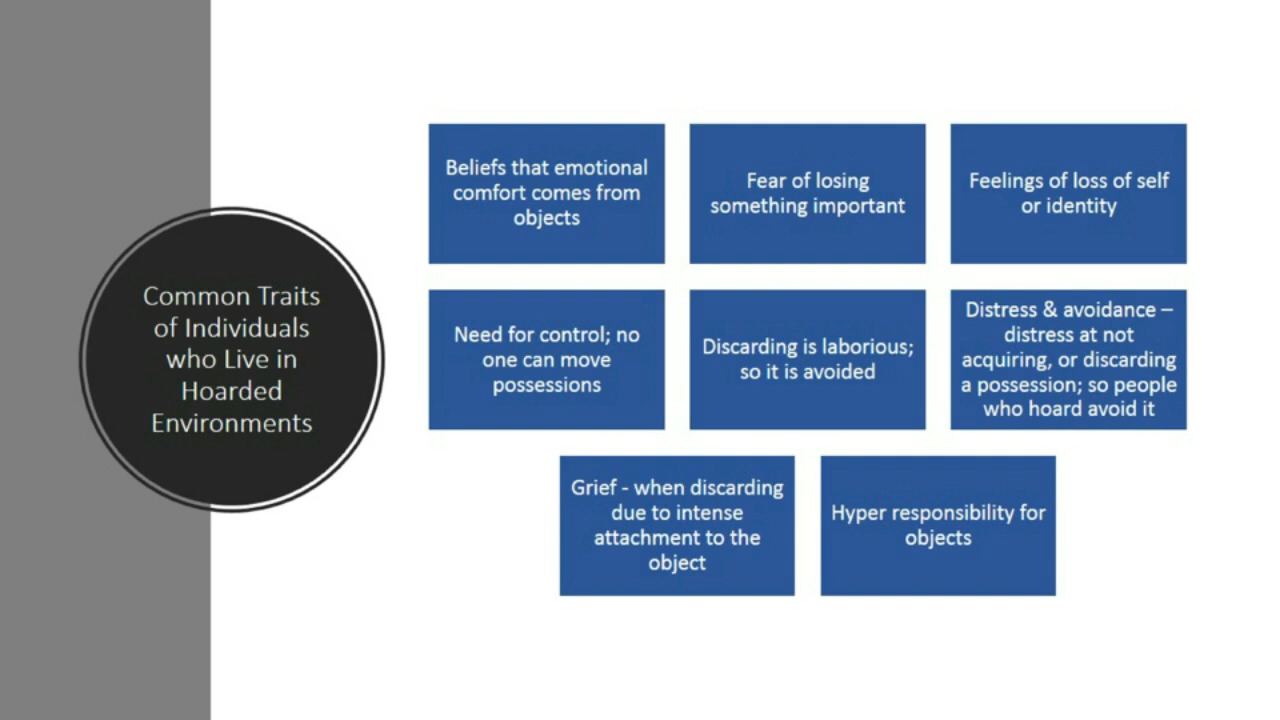 Common Traits
of Individuals
who Live in
Hoarded
Environments
Beliefs that emotional
comfort comes from
objects
Fear of losing
something important
Feelings of loss of self
or identity
Need for control; no
one can move
possessions
Discarding is laborious;
so it is avoided
Distress & avoidance –
distress at not
acquiring, or discarding
a possession; so people
who hoard avoid it
Grief - when discarding
due to intense
attachment to the
object
Hyper responsibility for
objects